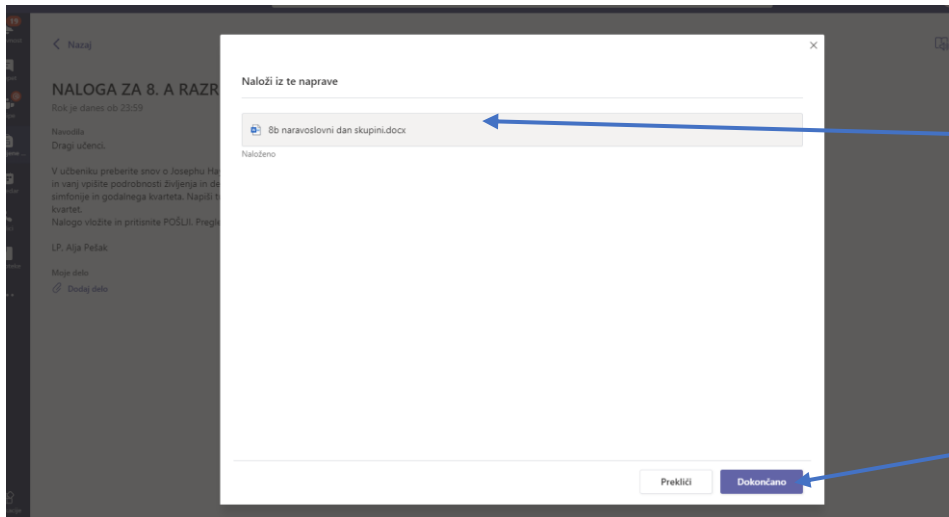 Nazaj
Naloži iz te naprave
NALOGA ZA 8. A RAZR
Rok je danes ob 23:59
8b naravoslovni dan skupini.docx
Naloženo
Navodila
Dragi učenci,
V učbeniku preberite snov o Josephu Ha
in vanj vpišite podrobnosti življenja in de
simfonije in godalnega kvarteta. Napiši t
kvartet.
Nalogo vložite in pritisnite POŠLJI. Pregle
LP, Alja Pešak
Moje delo
Dodaj delo
Prekliči
Dokončano